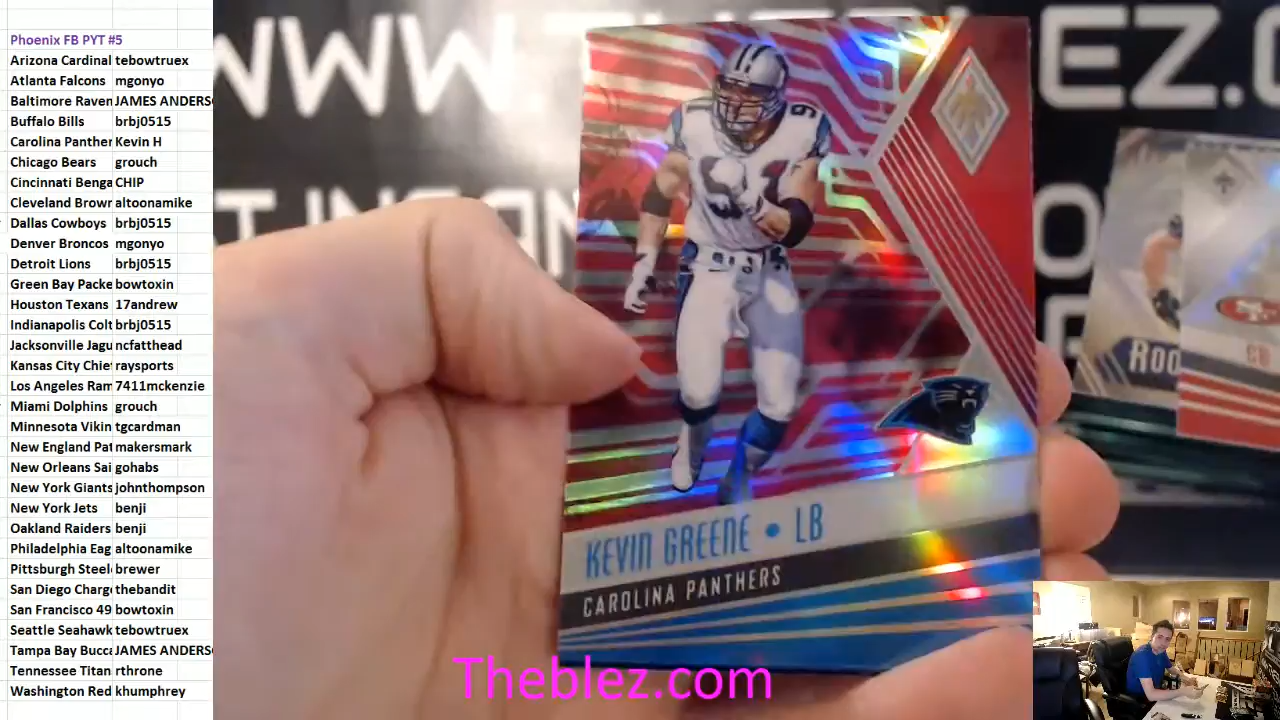 Phoenix FB PYT #5
Arizona Cardinal tebowtruex
Atlanta Falcons mgonyo
Baltimore Raven JAMES ANDERS
Buffalo Bills brbj0515
Carolina Panther Kevin H
Chicago Bears grouch
Cincinnati Benga CHIP
Cleveland Brown altoonamike
Dallas Cowboys brbj0515
Denver Broncos mgonyo
Detroit Lions brbj0515
Green Bay Packe bowtoxin
Houston Texans 17andrew
Indianapolis Colt brbj0515
Jacksonville Jagu ncfatthead
Kansas City Chie raysports
Los Angeles Ram 7411mckenzie
Miami Dolphins grouch
Minnesota Vikin tgcardman
New England Pat makersmark
New Orleans Sai gohabs
New York Giants johnthompson
New York Jets benji
Oakland Raiders benji
Philadelphia Eag altoonamike
Pittsburgh Steel brewer
San Diego Charg thebandit
San Francisco 49 bowtoxin
Seattle Seahawk tebowtruex
Tampa Bay Bucca JAMES ANDERS
Tennessee Titan rthrone
Washington Red khumphrey
WWW.
EZ.C
91
ROO
KEVIN GREENE • LB
CAROLINA PANTHERS
Theblez.com